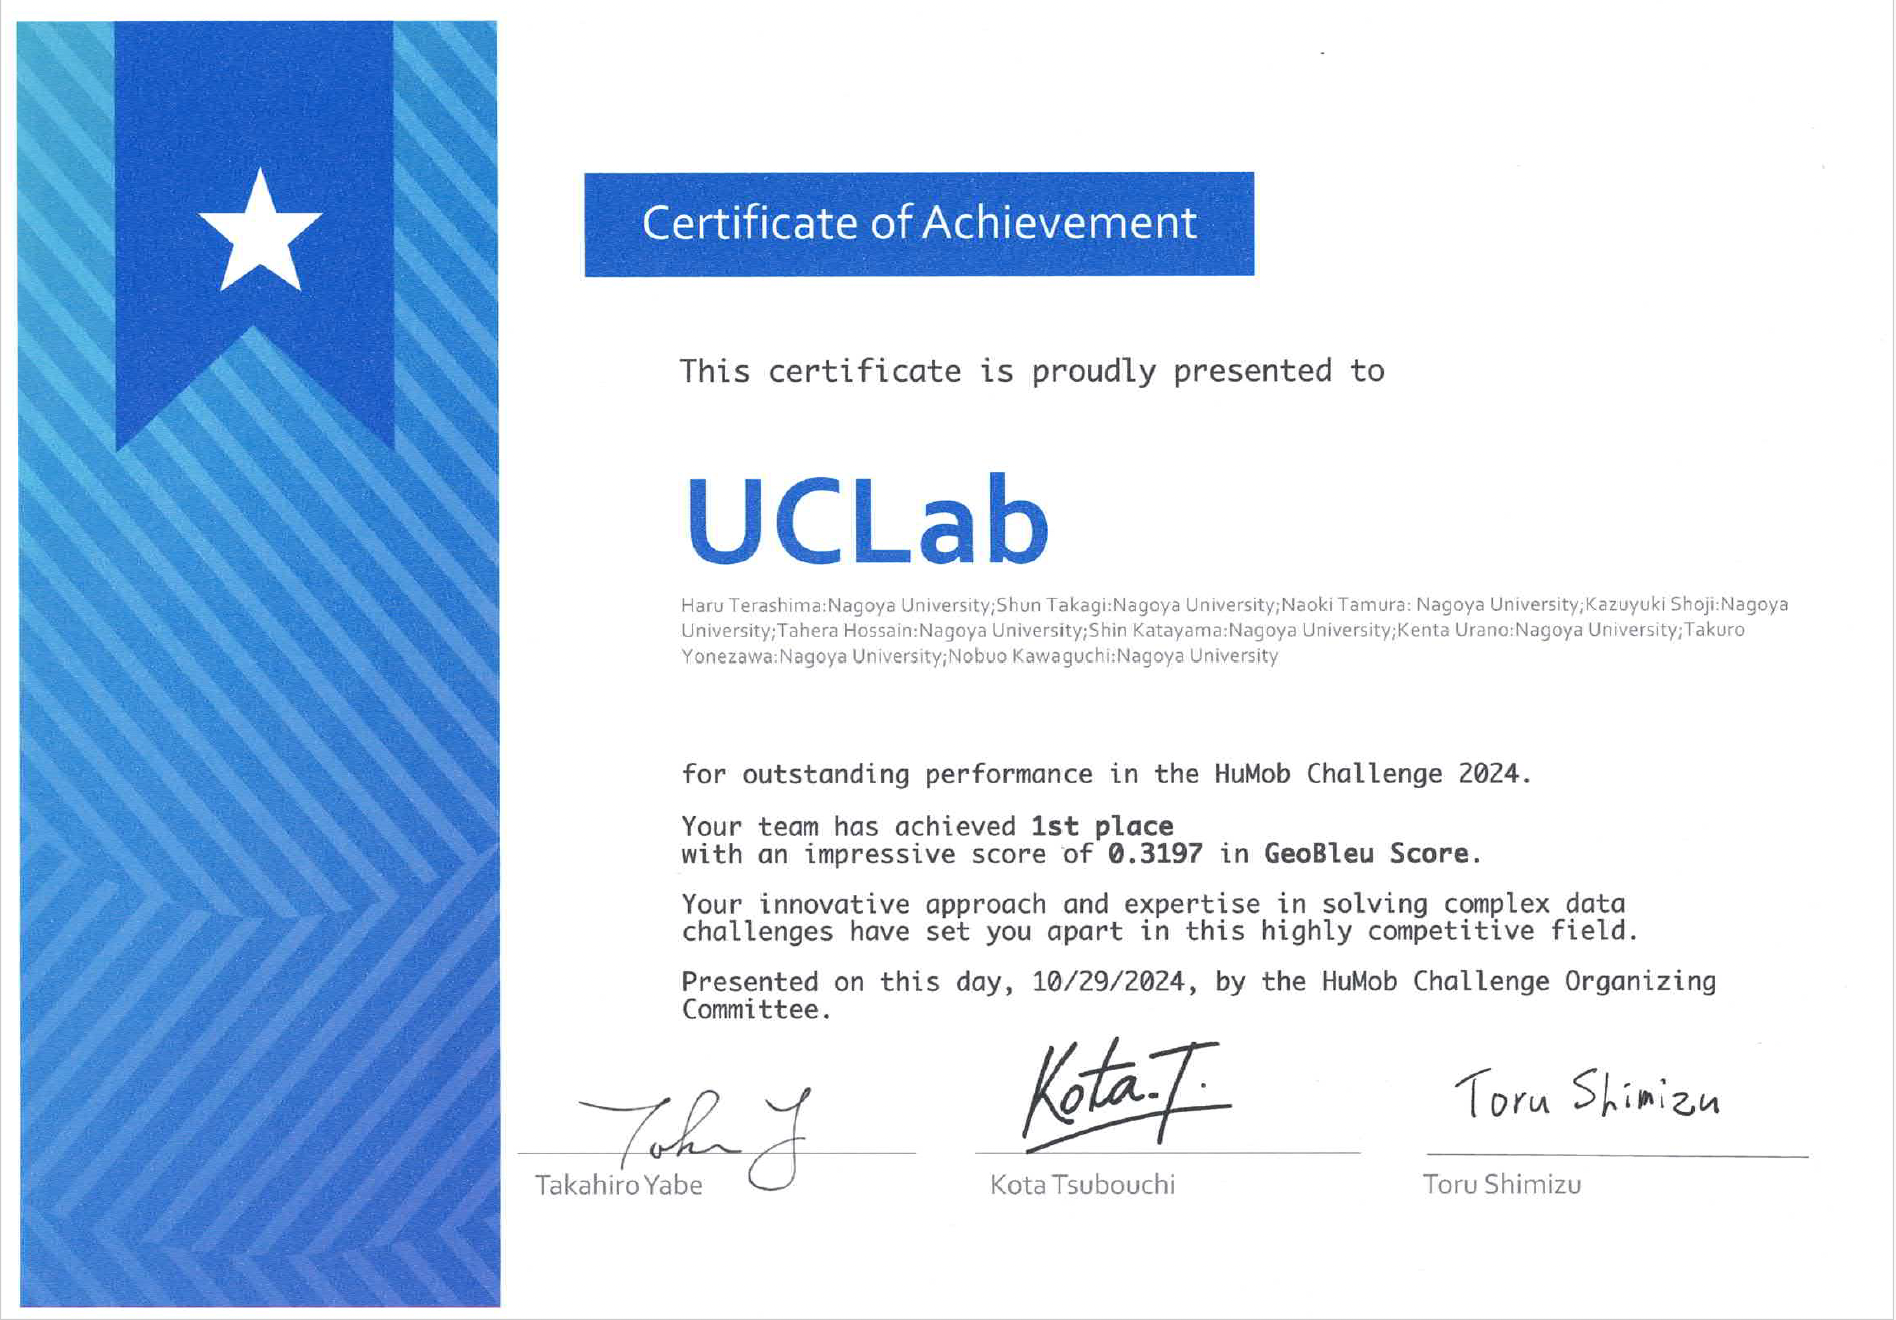 Certificate of Achievement
This certificate is proudly presented to
UCLab
Haru Terashima:Nagoya University;Shun Takagi:Nagoya University;Naoki Tamura: Nagoya University;Kazuyuki Shoji:Nagoya
University;Tahera Hossain:Nagoya University;Shin Katayama:Nagoya University;Kenta Urano:Nagoya University;Takuro
Yonezawa:Nagoya University;Nobuo Kawaguchi:Nagoya University
for outstanding performance in the HuMob Challenge 2024.
Your team has achieved 1st place
with an impressive score of 0.3197 in GeoBleu Score.
Your innovative approach and expertise in solving complex data
challenges have set you apart in this highly competitive field.
Presented on this day, 10/29/2024, by the HuMob Challenge Organizing
Committee.
Kota.T.
Toru Shimizu
Takahiro Yabe
Kota Tsubouchi
Toru Shimizu